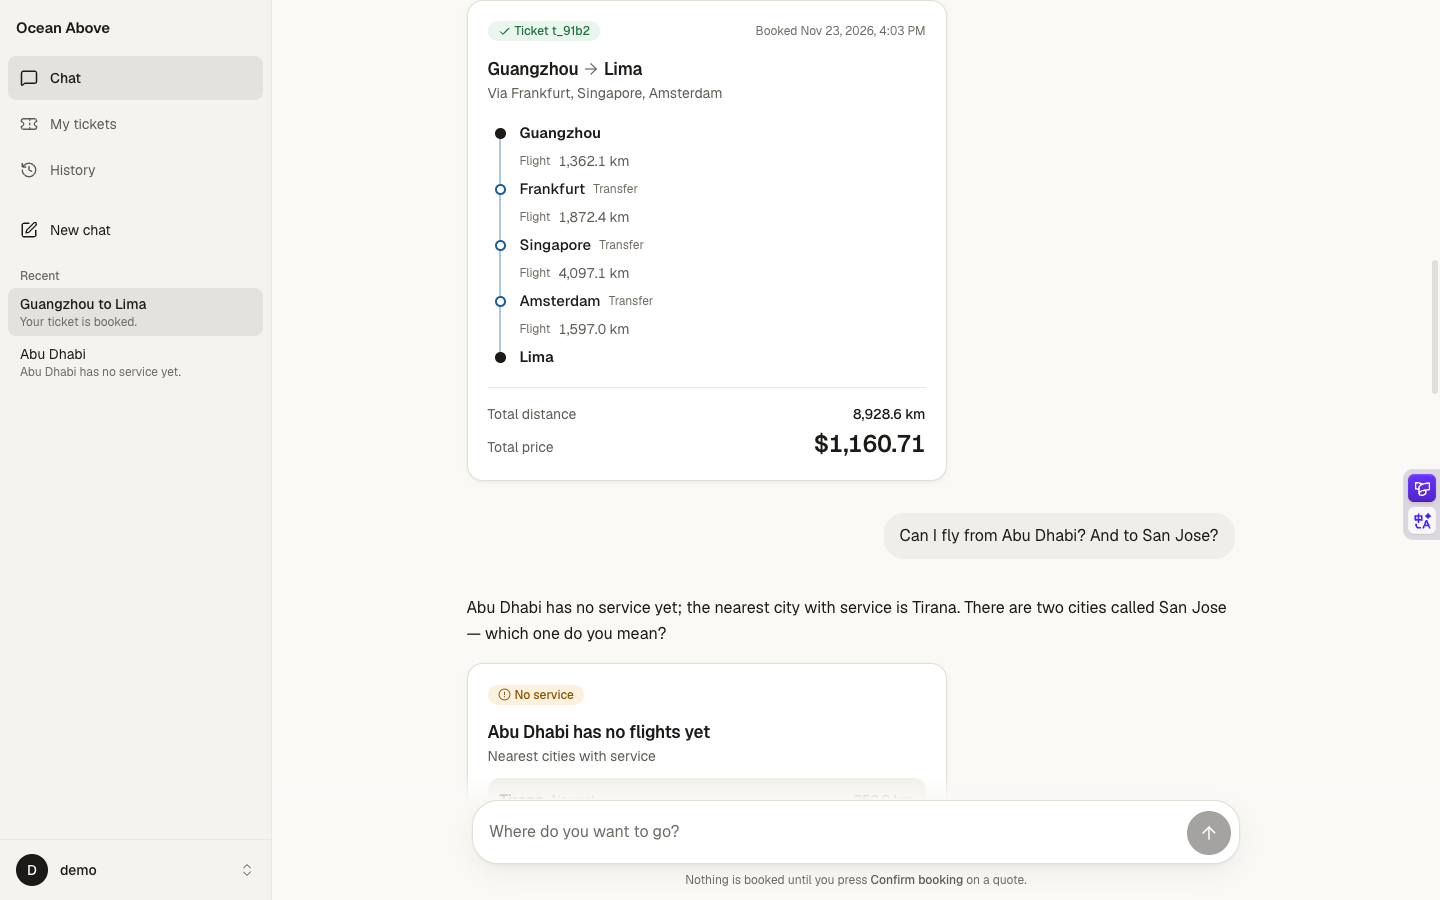 Ocean Above
Chat
My tickets
History
New chat
Recent
Guangzhou to Lima
Your ticket is booked.
Abu Dhabi
Abu Dhabi has no service yet.
D demo
Ticket t_91b2 Booked Nov 23, 2026, 4:03 PM
Guangzhou → Lima
Via Frankfurt, Singapore, Amsterdam
Guangzhou
Flight 1,362.1 km
Frankfurt Transfer
Flight 1,872.4 km
Singapore Transfer
Flight 4,097.1 km
Amsterdam Transfer
Flight 1,597.0 km
Lima
Total distance 8,928.6 km
Total price $1,160.71
Can I fly from Abu Dhabi? And to San Jose?
Abu Dhabi has no service yet; the nearest city with service is Tirana. There are two cities called San Jose
— which one do you mean?
No service
Abu Dhabi has no flights yet
Nearest cities with service
Tirana Nearest
Where do you want to go?
Nothing is booked until you press Confirm booking on a quote.